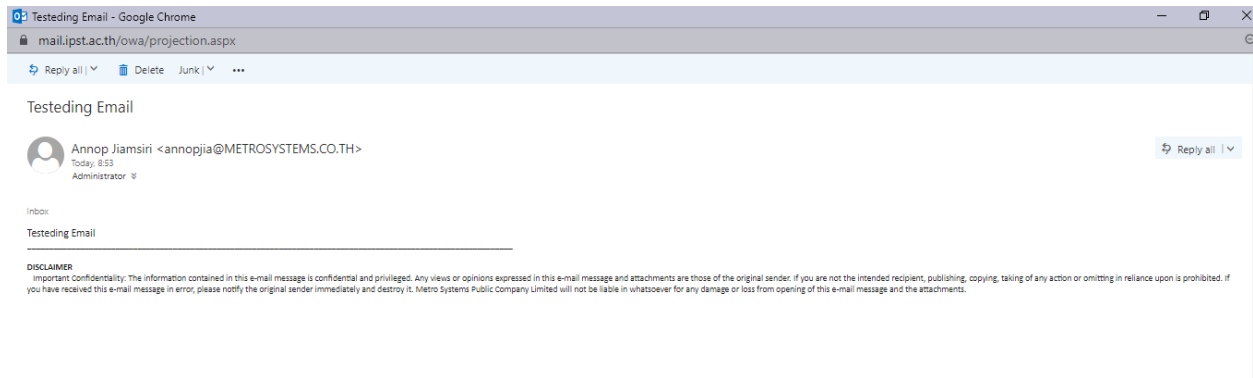 Testeding Email - Google Chrome
mail.ipst.ac.th/owa/projection.aspx
Reply all | Delete Junk | •••
Testeding Email
Annop Jiamsiri <annopjia@METROSYSTEMS.CO.TH>
Reply all |
Today, 8:53
Administrator
Inbox
Testeding Email
DISCLAIMER
Important Confidentiality: The information contained in this e-mail message is confidential and privileged. Any views or opinions expressed in this e-mail message and attachments are those of the original sender. If you are not the intended recipient, publishing, copying, taking of any action or omitting in reliance upon is prohibited. If
you have received this e-mail message in error, please notify the original sender immediately and destroy it. Metro Systems Public Company Limited will not be liable in whatsoever for any damage or loss from opening of this e-mail message and the attachments.